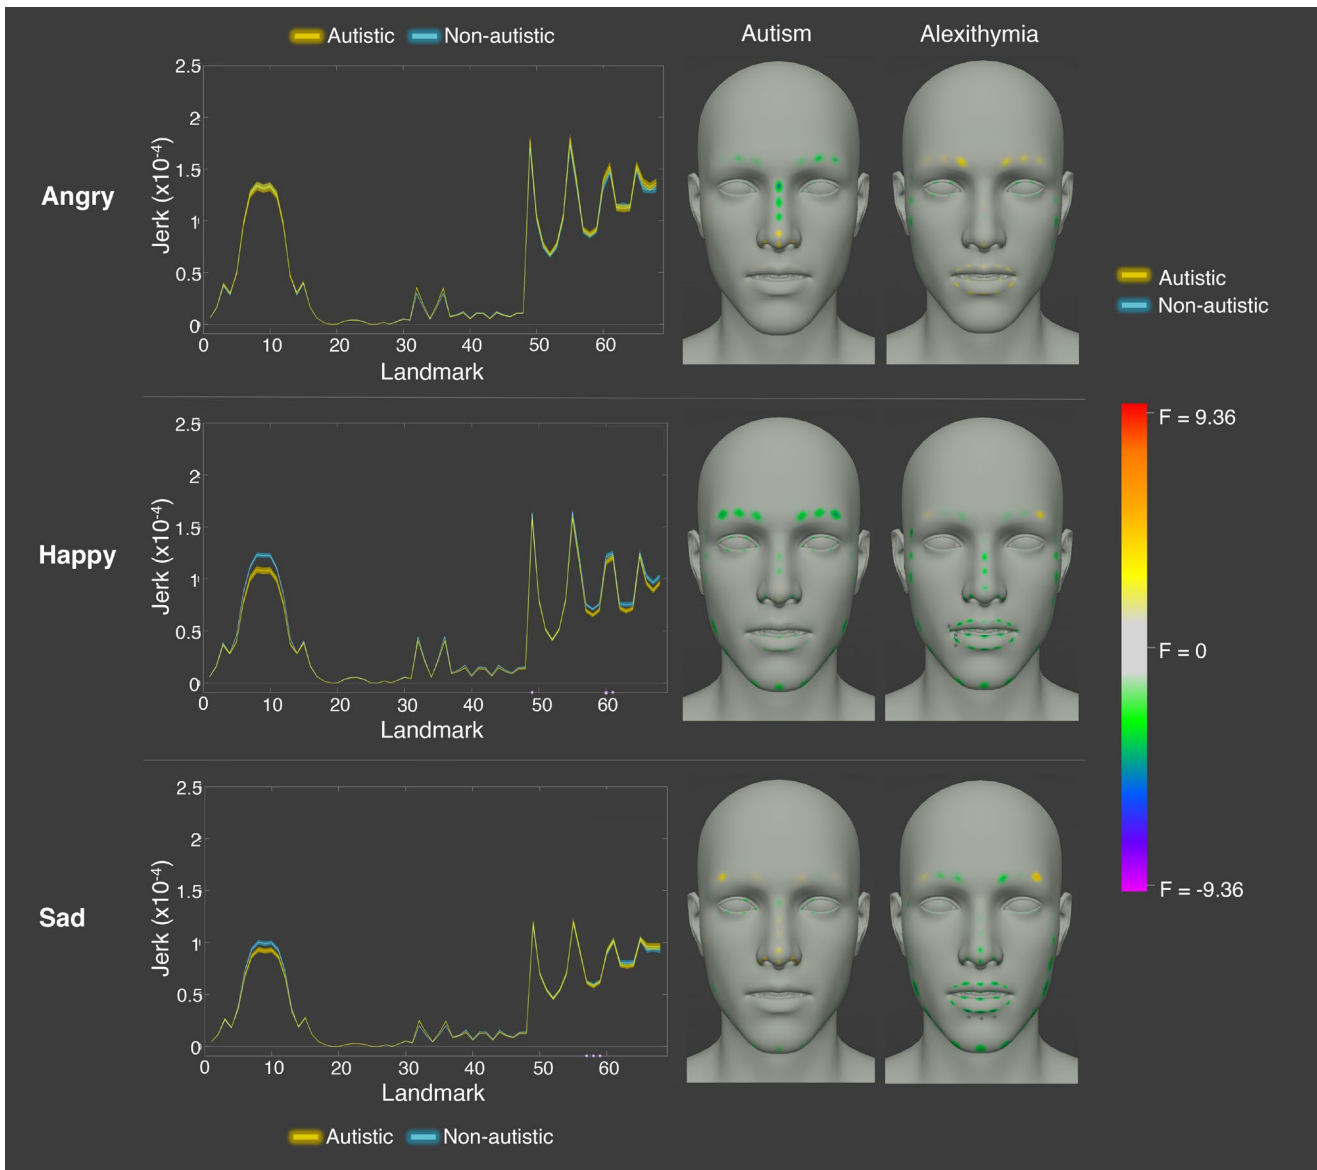 Autistic Non-autistic
Autism Alexithymia
Angry
Jerk (x10-4)
2.5
2
1.5
1
0.5
0
0 10 20 30 40 50 60
Landmark
Autistic
Non-autistic
Happy
Jerk (x10-4)
2.5
2
1.5
1
0.5
0
0 10 20 30 40 50 60
Landmark
F = 9.36
F = 0
F = -9.36
Sad
Jerk (x10-4)
2.5
2
1.5
1
0.5
0
0 10 20 30 40 50 60
Landmark
Autistic Non-autistic